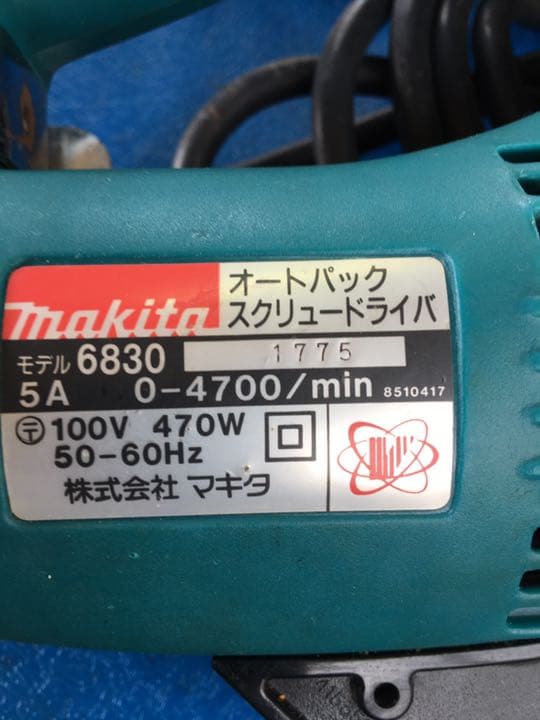 makita
オートパック
スクリュードライバ
モデル 6830 1775
5A 0-4700/min 8510417
〶 100V 470W
50-60Hz
株式会社 マキタ